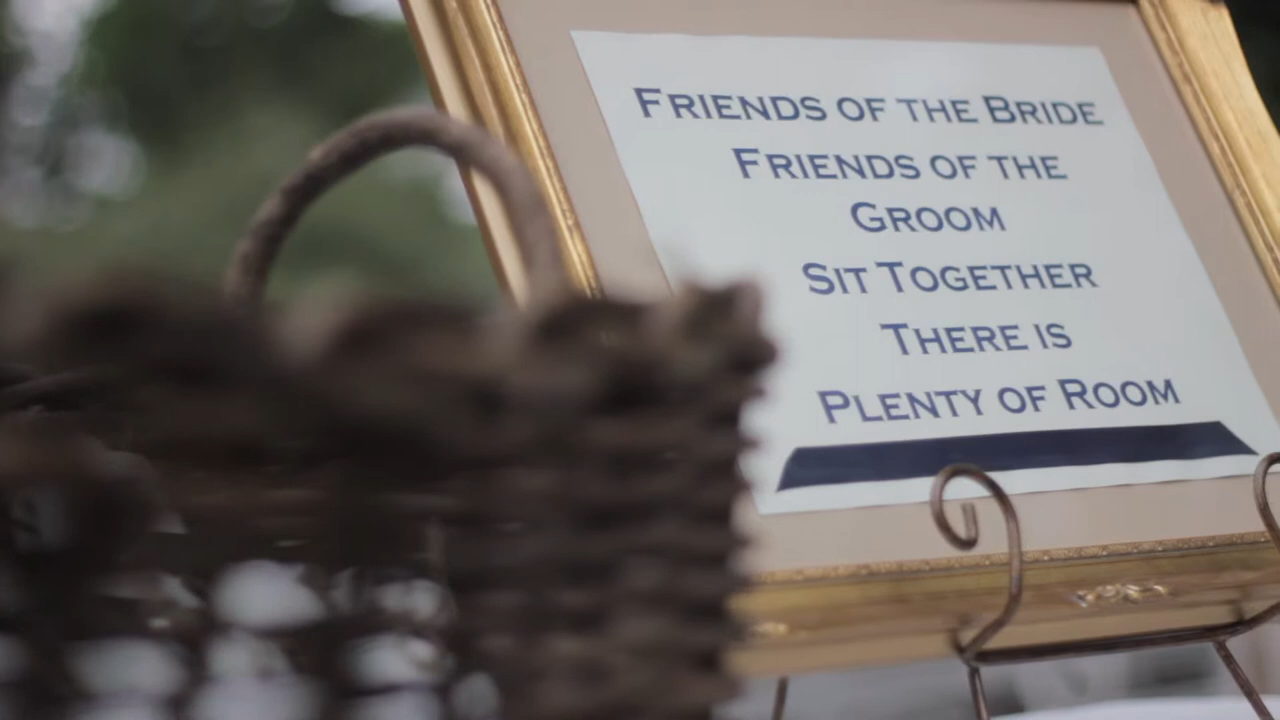 Friends of the Bride
Friends of the
Groom
Sit Together
There is
Plenty of Room